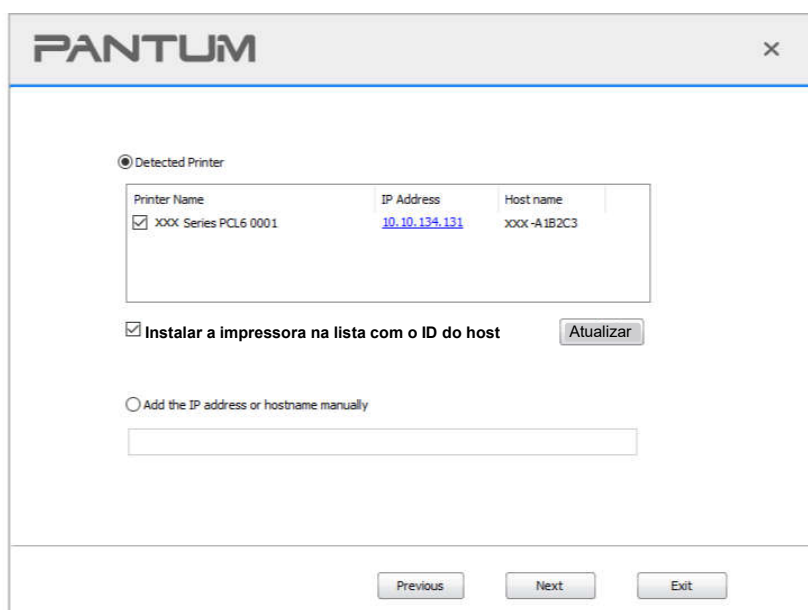 PANTUM
Detected Printer
Printer Name IP Address Host name
XXX Series PCL6 0001 10.10.134.131 XXX-A1B2C3
Instalar a impressora na lista com o ID do host Atualizar
Add the IP address or hostname manually
Previous Next Exit